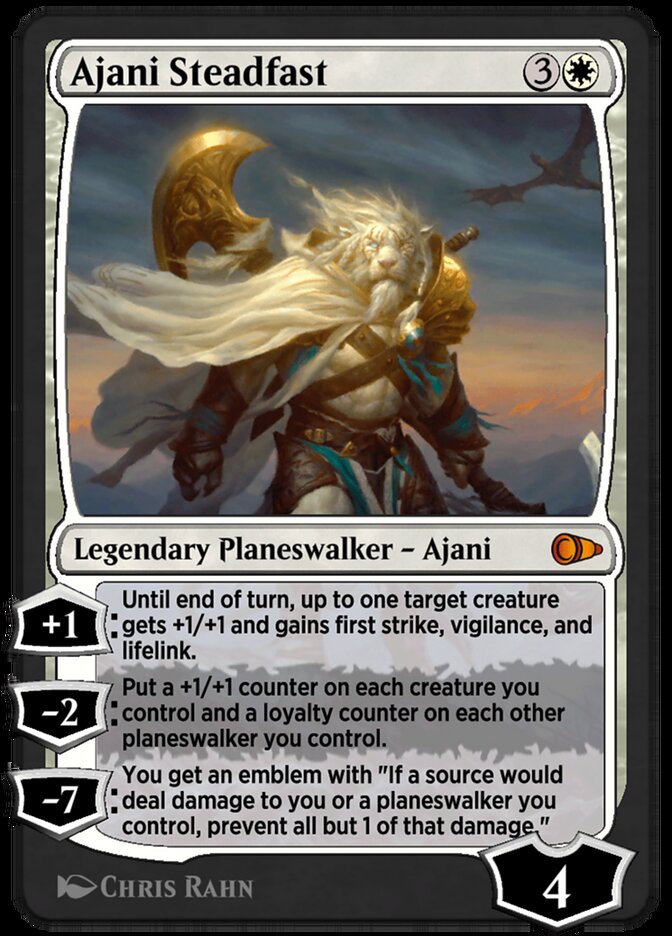 Ajani Steadfast 3
Legendary Planeswalker – Ajani
+1
: Until end of turn, up to one target creature
gets +1/+1 and gains first strike, vigilance, and
lifelink.
−2
: Put a +1/+1 counter on each creature you
control and a loyalty counter on each other
planeswalker you control.
−7
: You get an emblem with "If a source would
deal damage to you or a planeswalker you
control, prevent all but 1 of that damage."
4
Chris Rahn